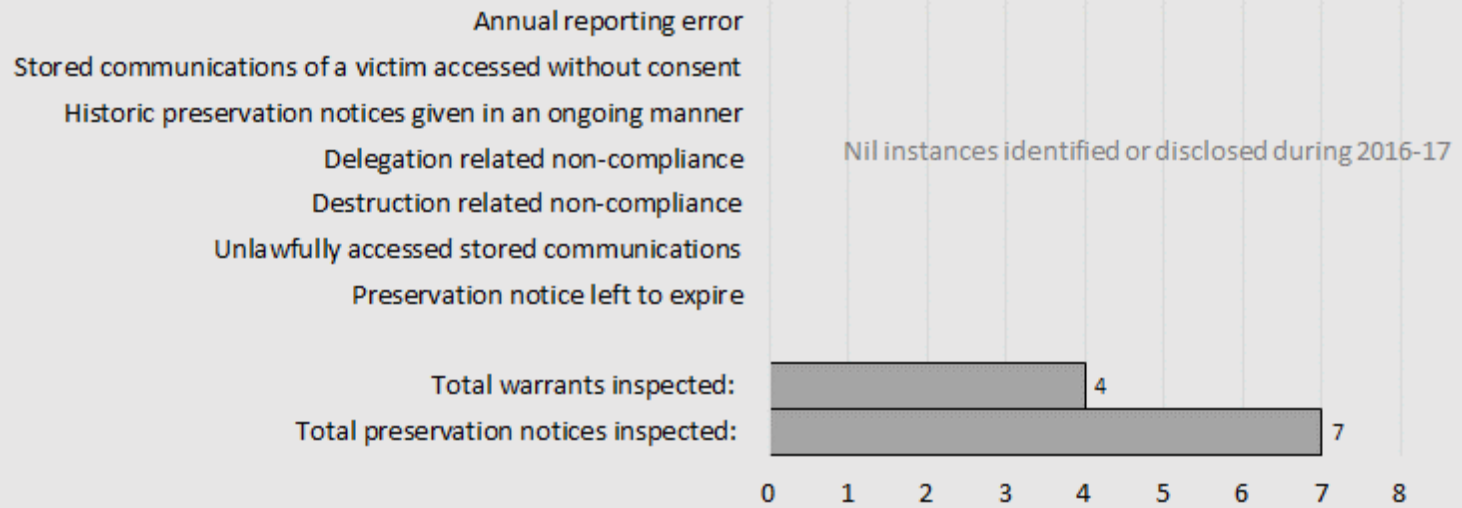 Annual reporting error
Stored communications of a victim accessed without consent
Historic preservation notices given in an ongoing manner
Nil instances identified or disclosed during 2016-17
Delegation related non-compliance
Destruction related non-compliance
Unlawfully accessed stored communications
Preservation notice left to expire
Total warrants inspected: 4
Total preservation notices inspected: 7
0 1 2 3 4 5 6 7 8